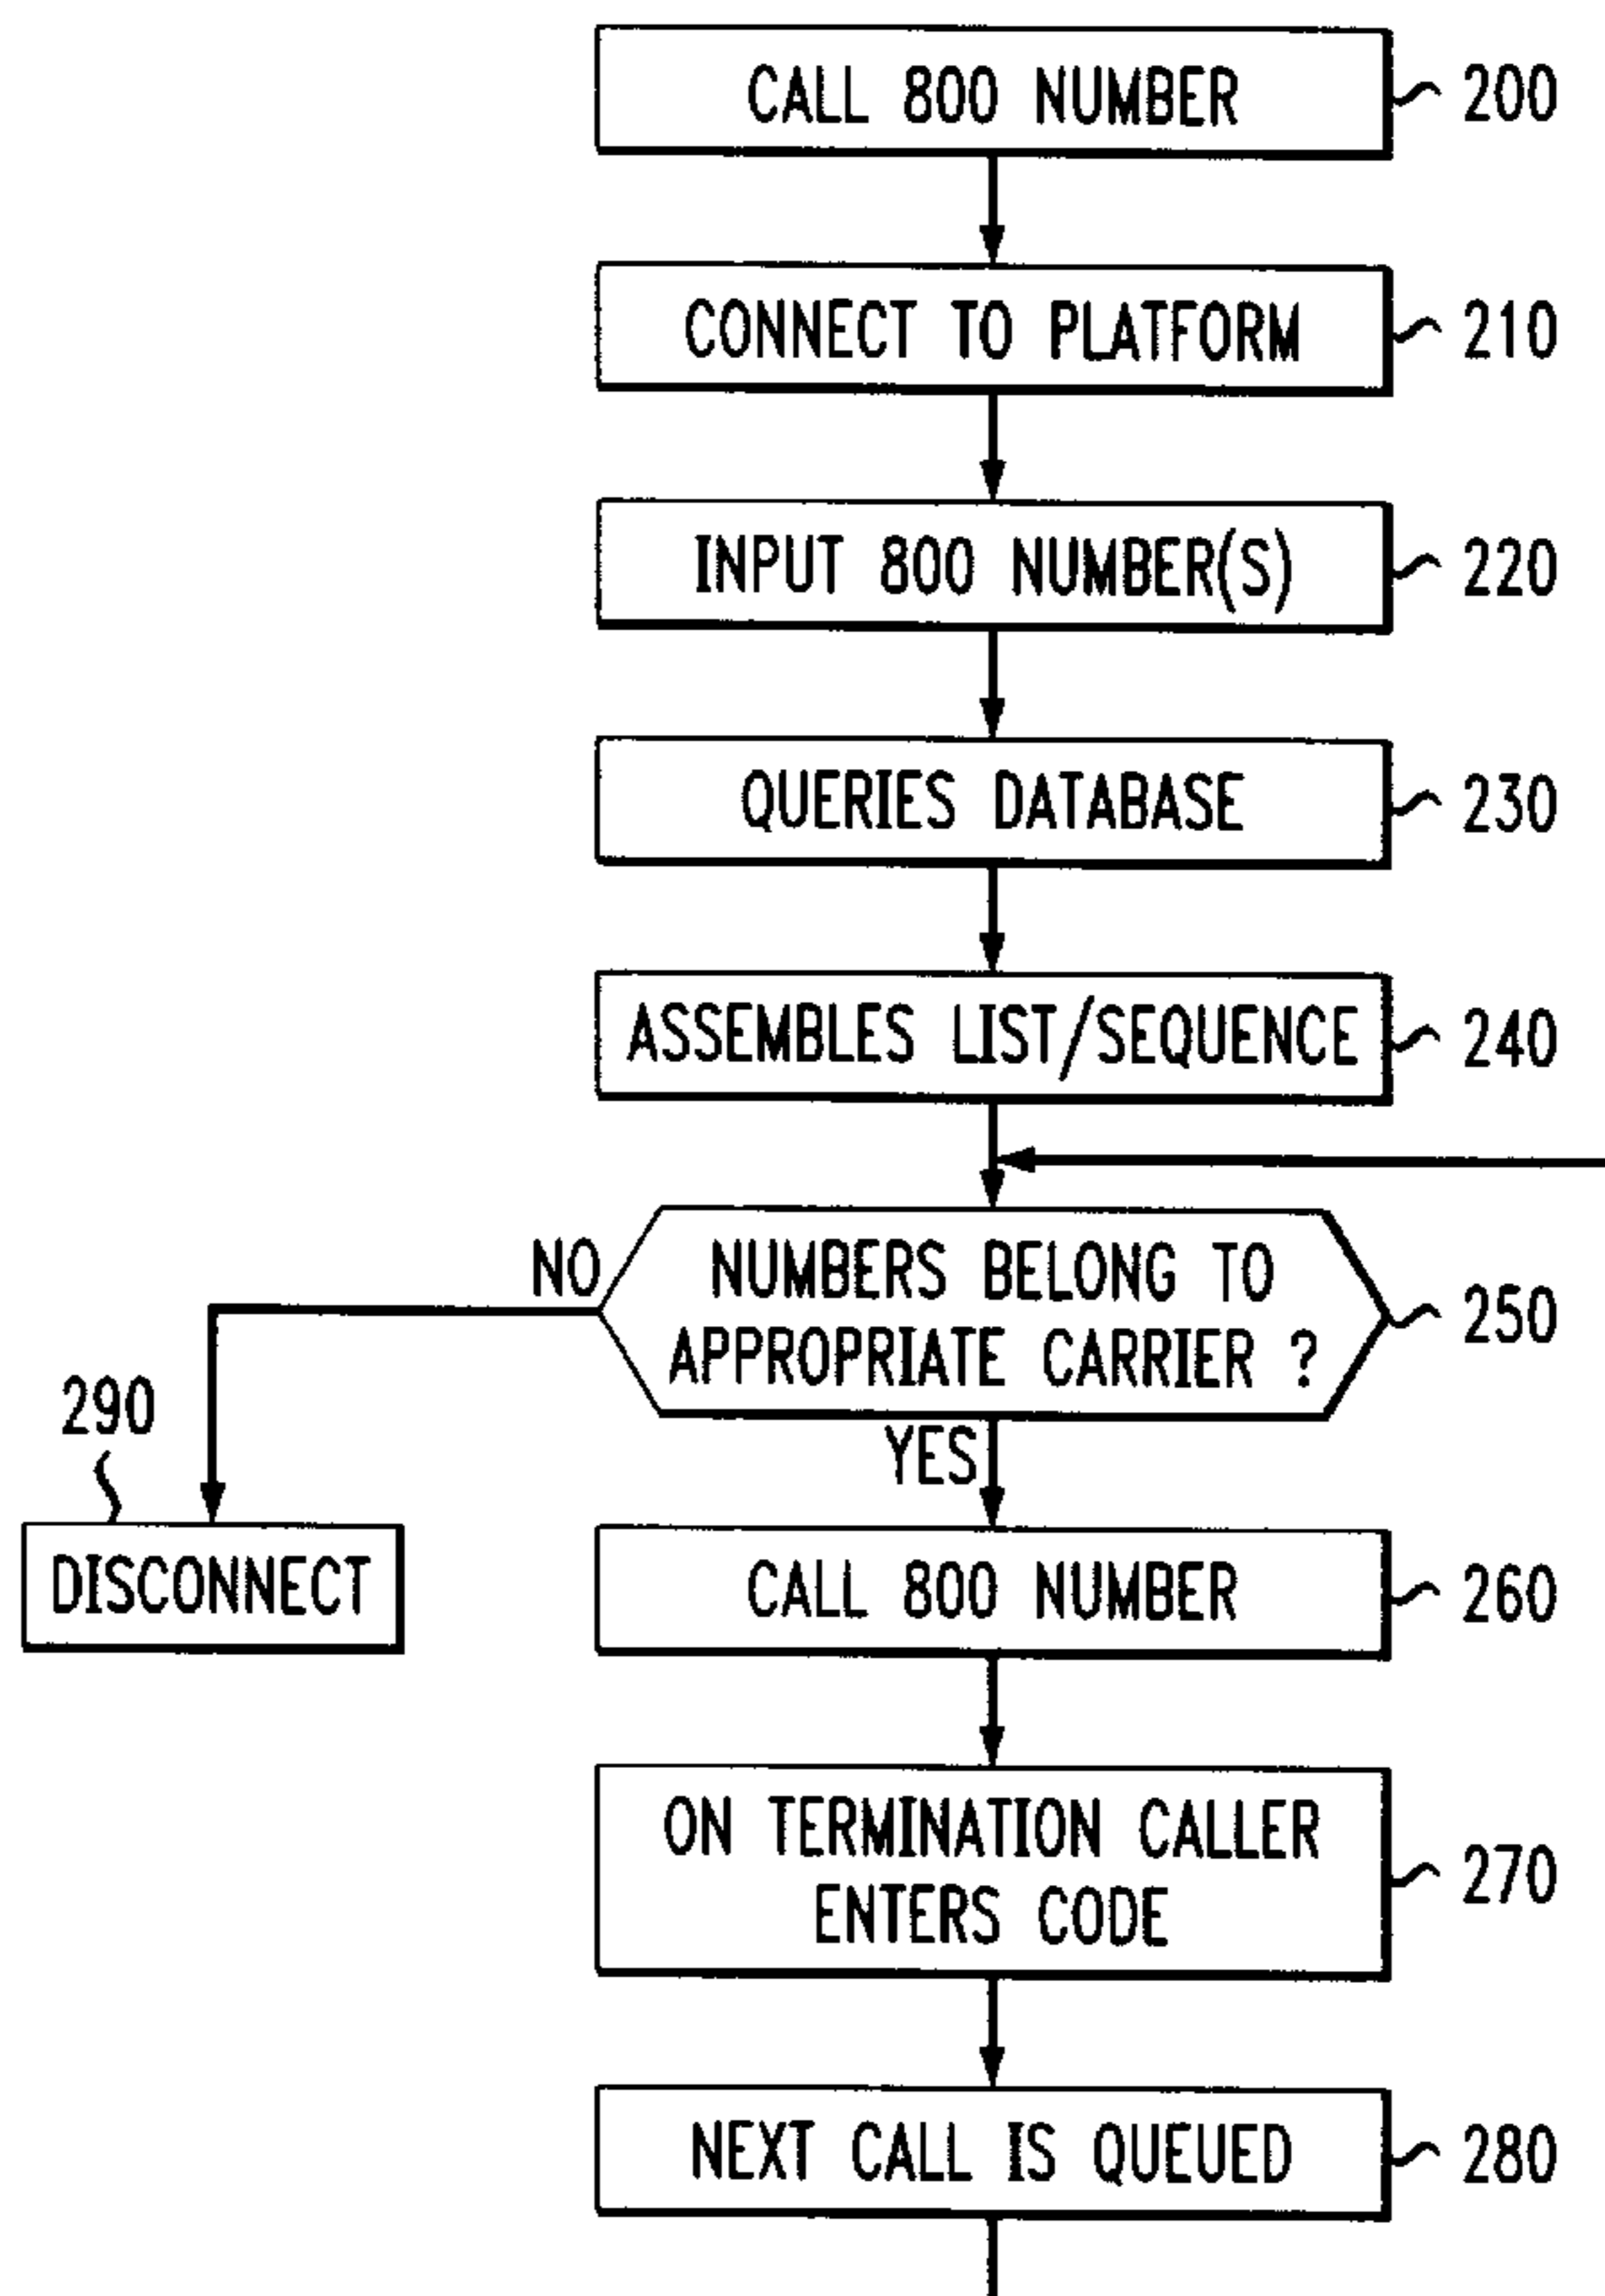 CALL 800 NUMBER
200
CONNECT TO PLATFORM
210
INPUT 800 NUMBER(S)
220
QUERIES DATABASE
230
ASSEMBLES LIST/SEQUENCE
240
NO
NUMBERS BELONG TO
APPROPRIATE CARRIER ?
250
290
YES
DISCONNECT
CALL 800 NUMBER
260
ON TERMINATION CALLER
ENTERS CODE
270
NEXT CALL IS QUEUED
280